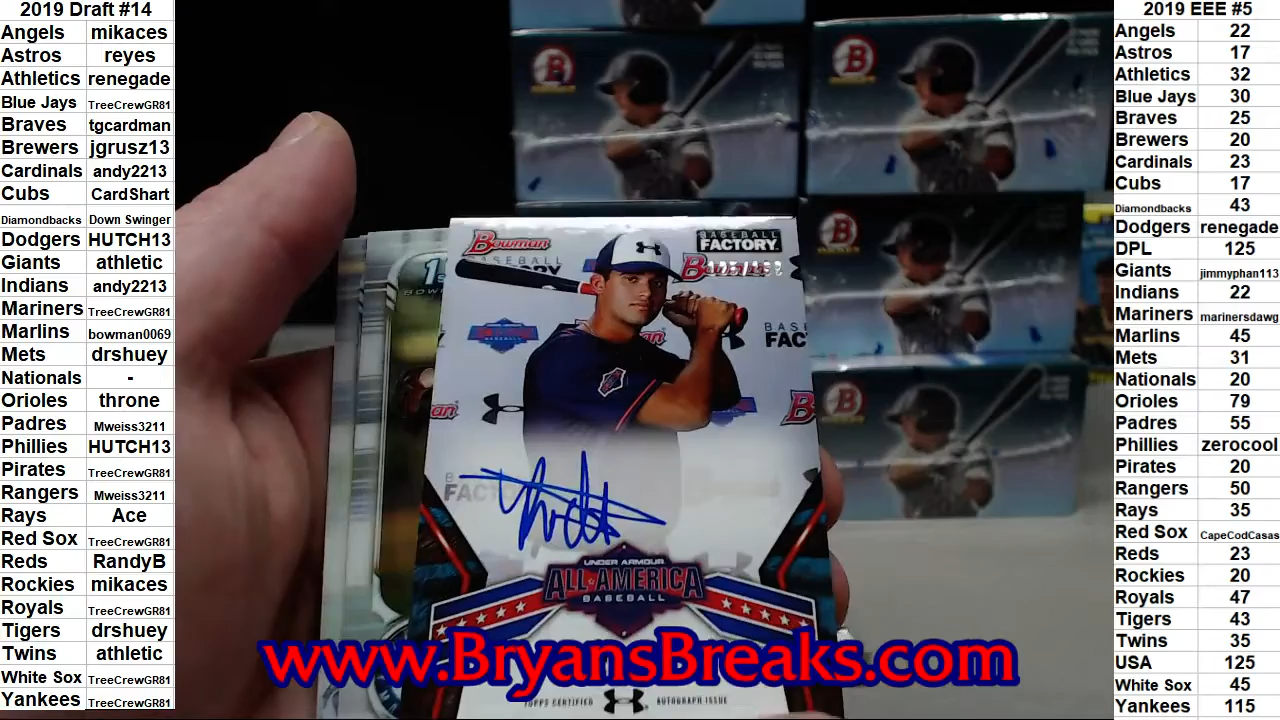 2019 Draft #14
Angels mikaces
Astros reyes
Athletics renegade
Blue Jays TreeCrewGR81
Braves tgcardman
Brewers jgrusz13
Cardinals andy2213
Cubs CardShart
Diamondbacks Down Swinger
Dodgers HUTCH13
Giants athletic
Indians andy2213
Mariners TreeCrewGR81
Marlins bowman0069
Mets drshuey
Nationals -
Orioles throne
Padres Mweiss3211
Phillies HUTCH13
Pirates TreeCrewGR81
Rangers Mweiss3211
Rays Ace
Red Sox TreeCrewGR81
Reds RandyB
Rockies mikaces
Royals TreeCrewGR81
Tigers drshuey
Twins athletic
White Sox TreeCrewGR81
Yankees TreeCrewGR81
Bowman
BASEBALL
FACTORY
UNDER ARMOUR
ALL-AMERICA
BASEBALL
www.BryansBreaks.com
TOPPS CERTIFIED AUTOGRAPH ISSUE
2019 EEE #5
Angels 22
Astros 17
Athletics 32
Blue Jays 30
Braves 25
Brewers 20
Cardinals 23
Cubs 17
Diamondbacks 43
Dodgers renegade
DPL 125
Giants jimmyphan113
Indians 22
Mariners marinersdawg
Marlins 45
Mets 31
Nationals 20
Orioles 79
Padres 55
Phillies zerocool
Pirates 20
Rangers 50
Rays 35
Red Sox CapeCodCasas
Reds 23
Rockies 20
Royals 47
Tigers 43
Twins 35
USA 125
White Sox 45
Yankees 115